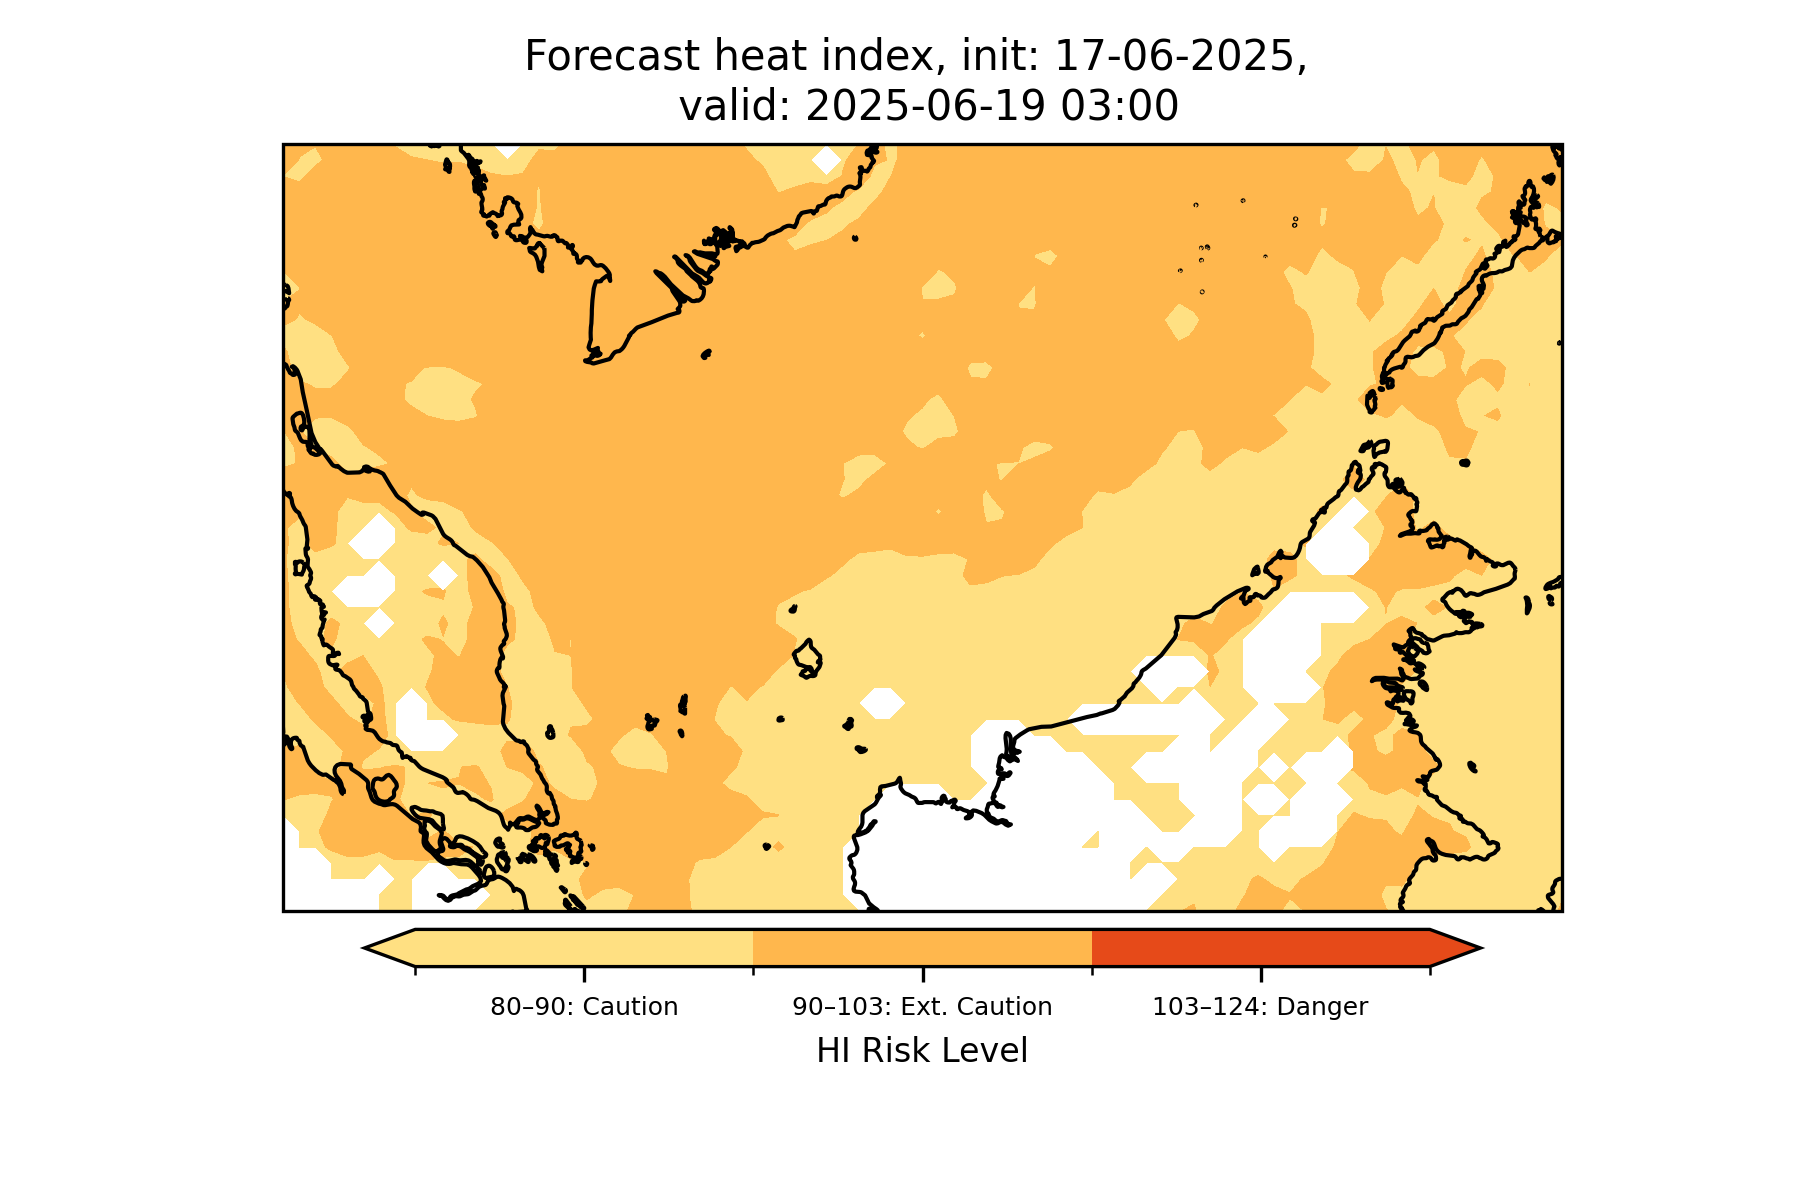 Forecast heat index, init: 17-06-2025,
valid: 2025-06-19 03:00
80–90: Caution
90–103: Ext. Caution
103–124: Danger
HI Risk Level